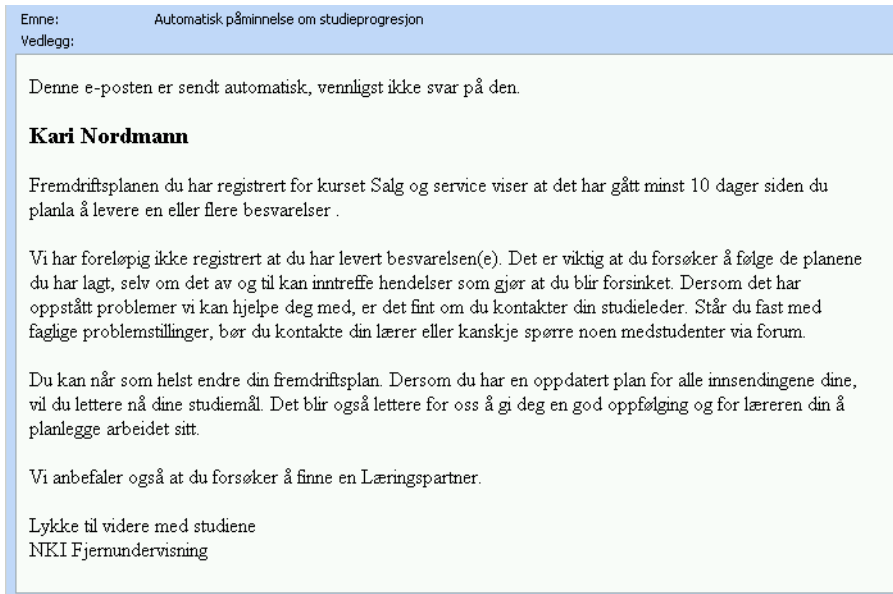 Emne: Automatisk påminnelse om studieprogresjon
Vedlegg:
Denne e-posten er sendt automatisk, vennligst ikke svar på den.
Kari Nordmann
Fremdriftsplanen du har registrert for kurset Salg og service viser at det har gått minst 10 dager siden du
planla å levere en eller flere besvarelser .
Vi har foreløpig ikke registrert at du har levert besvarelsen(e). Det er viktig at du forsøker å følge de planene
du har lagt, selv om det av og til kan inntreffe hendelser som gjør at du blir forsinket. Dersom det har
oppstått problemer vi kan hjelpe deg med, er det fint om du kontakter din studieleder. Står du fast med
faglige problemstillinger, bør du kontakte din lærer eller kanskje spørre noen medstudenter via forum.
Du kan når som helst endre din fremdriftsplan. Dersom du har en oppdatert plan for alle innsendingene dine,
vil du lettere nå dine studiemål. Det blir også lettere for oss å gi deg en god oppfølging og for læreren din å
planlegge arbeidet sitt.
Vi anbefaler også at du forsøker å finne en Læringspartner.
Lykke til videre med studiene
NKI Fjernundervisning